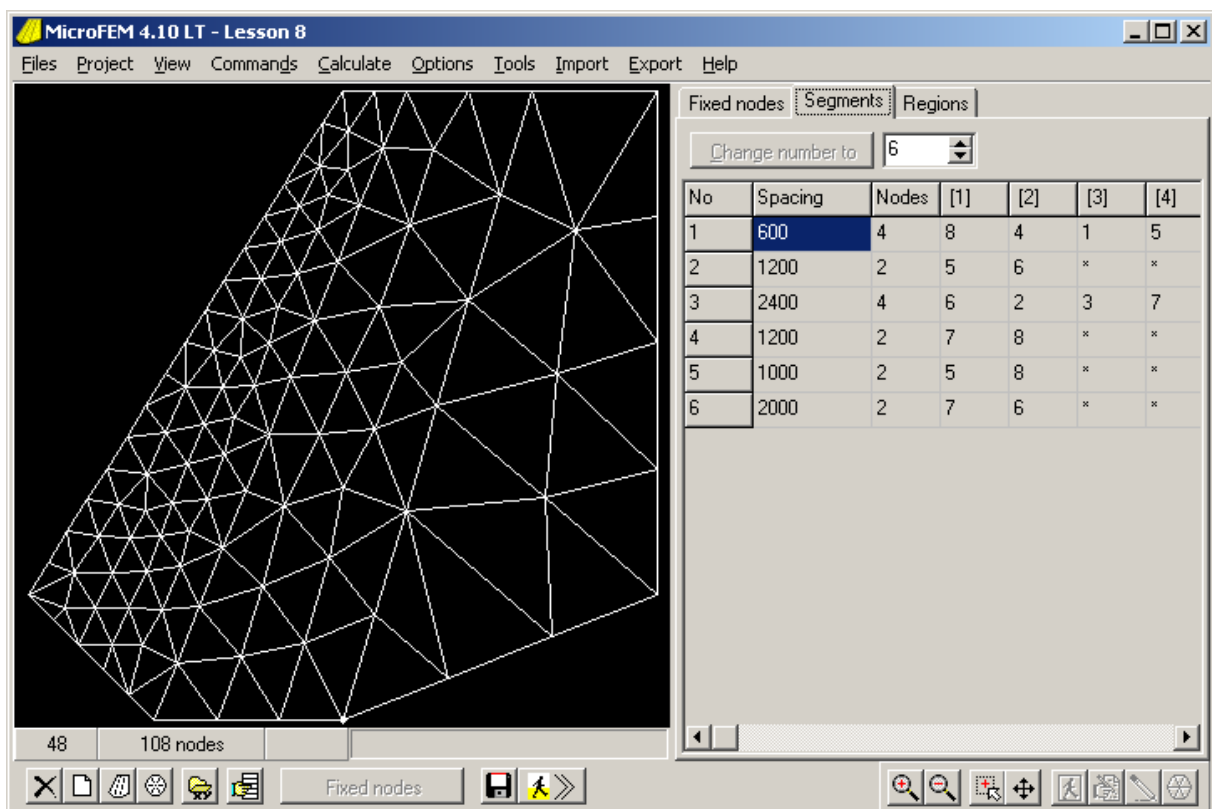 MicroFEM 4.10 LT - Lesson 8
Files Project View Commands Calculate Options Tools Import Export Help
Fixed nodes Segments Regions
Change number to 6
No Spacing Nodes [1] [2] [3] [4]
1 600 4 8 4 1 5
2 1200 2 5 6 * *
3 2400 4 6 2 3 7
4 1200 2 7 8 * *
5 1000 2 5 8 * *
6 2000 2 7 6 * *
48 108 nodes
Fixed nodes